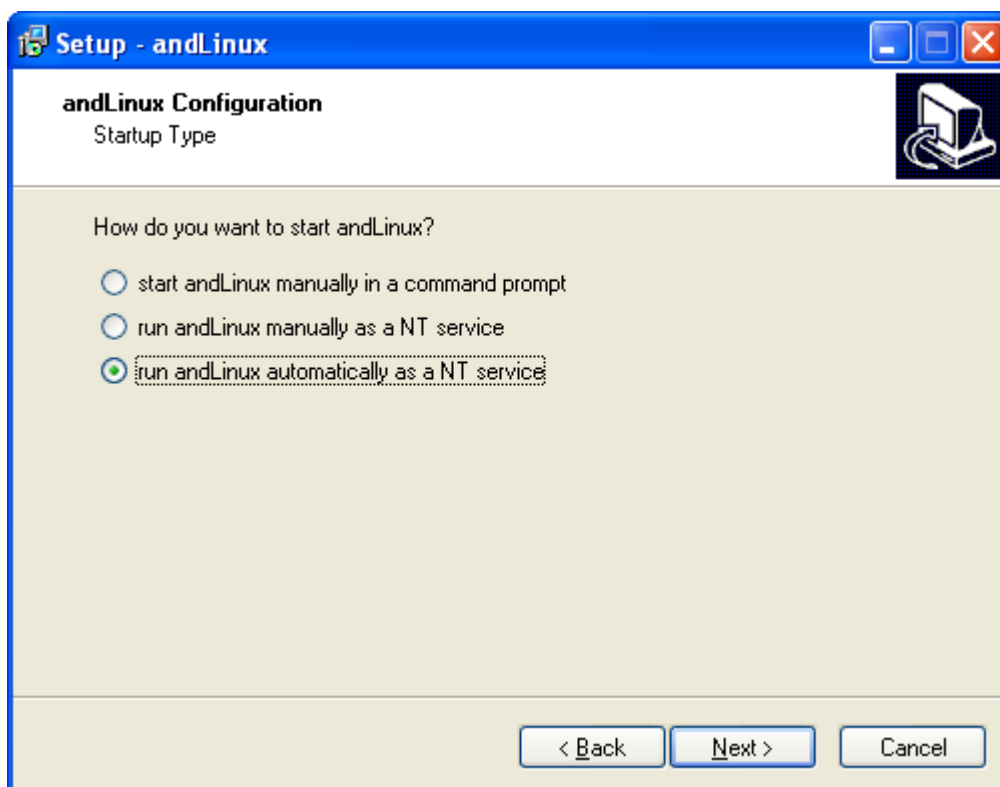 Setup - andLinux
andLinux Configuration
Startup Type
How do you want to start andLinux?
start andLinux manually in a command prompt
run andLinux manually as a NT service
run andLinux automatically as a NT service
< Back Next > Cancel